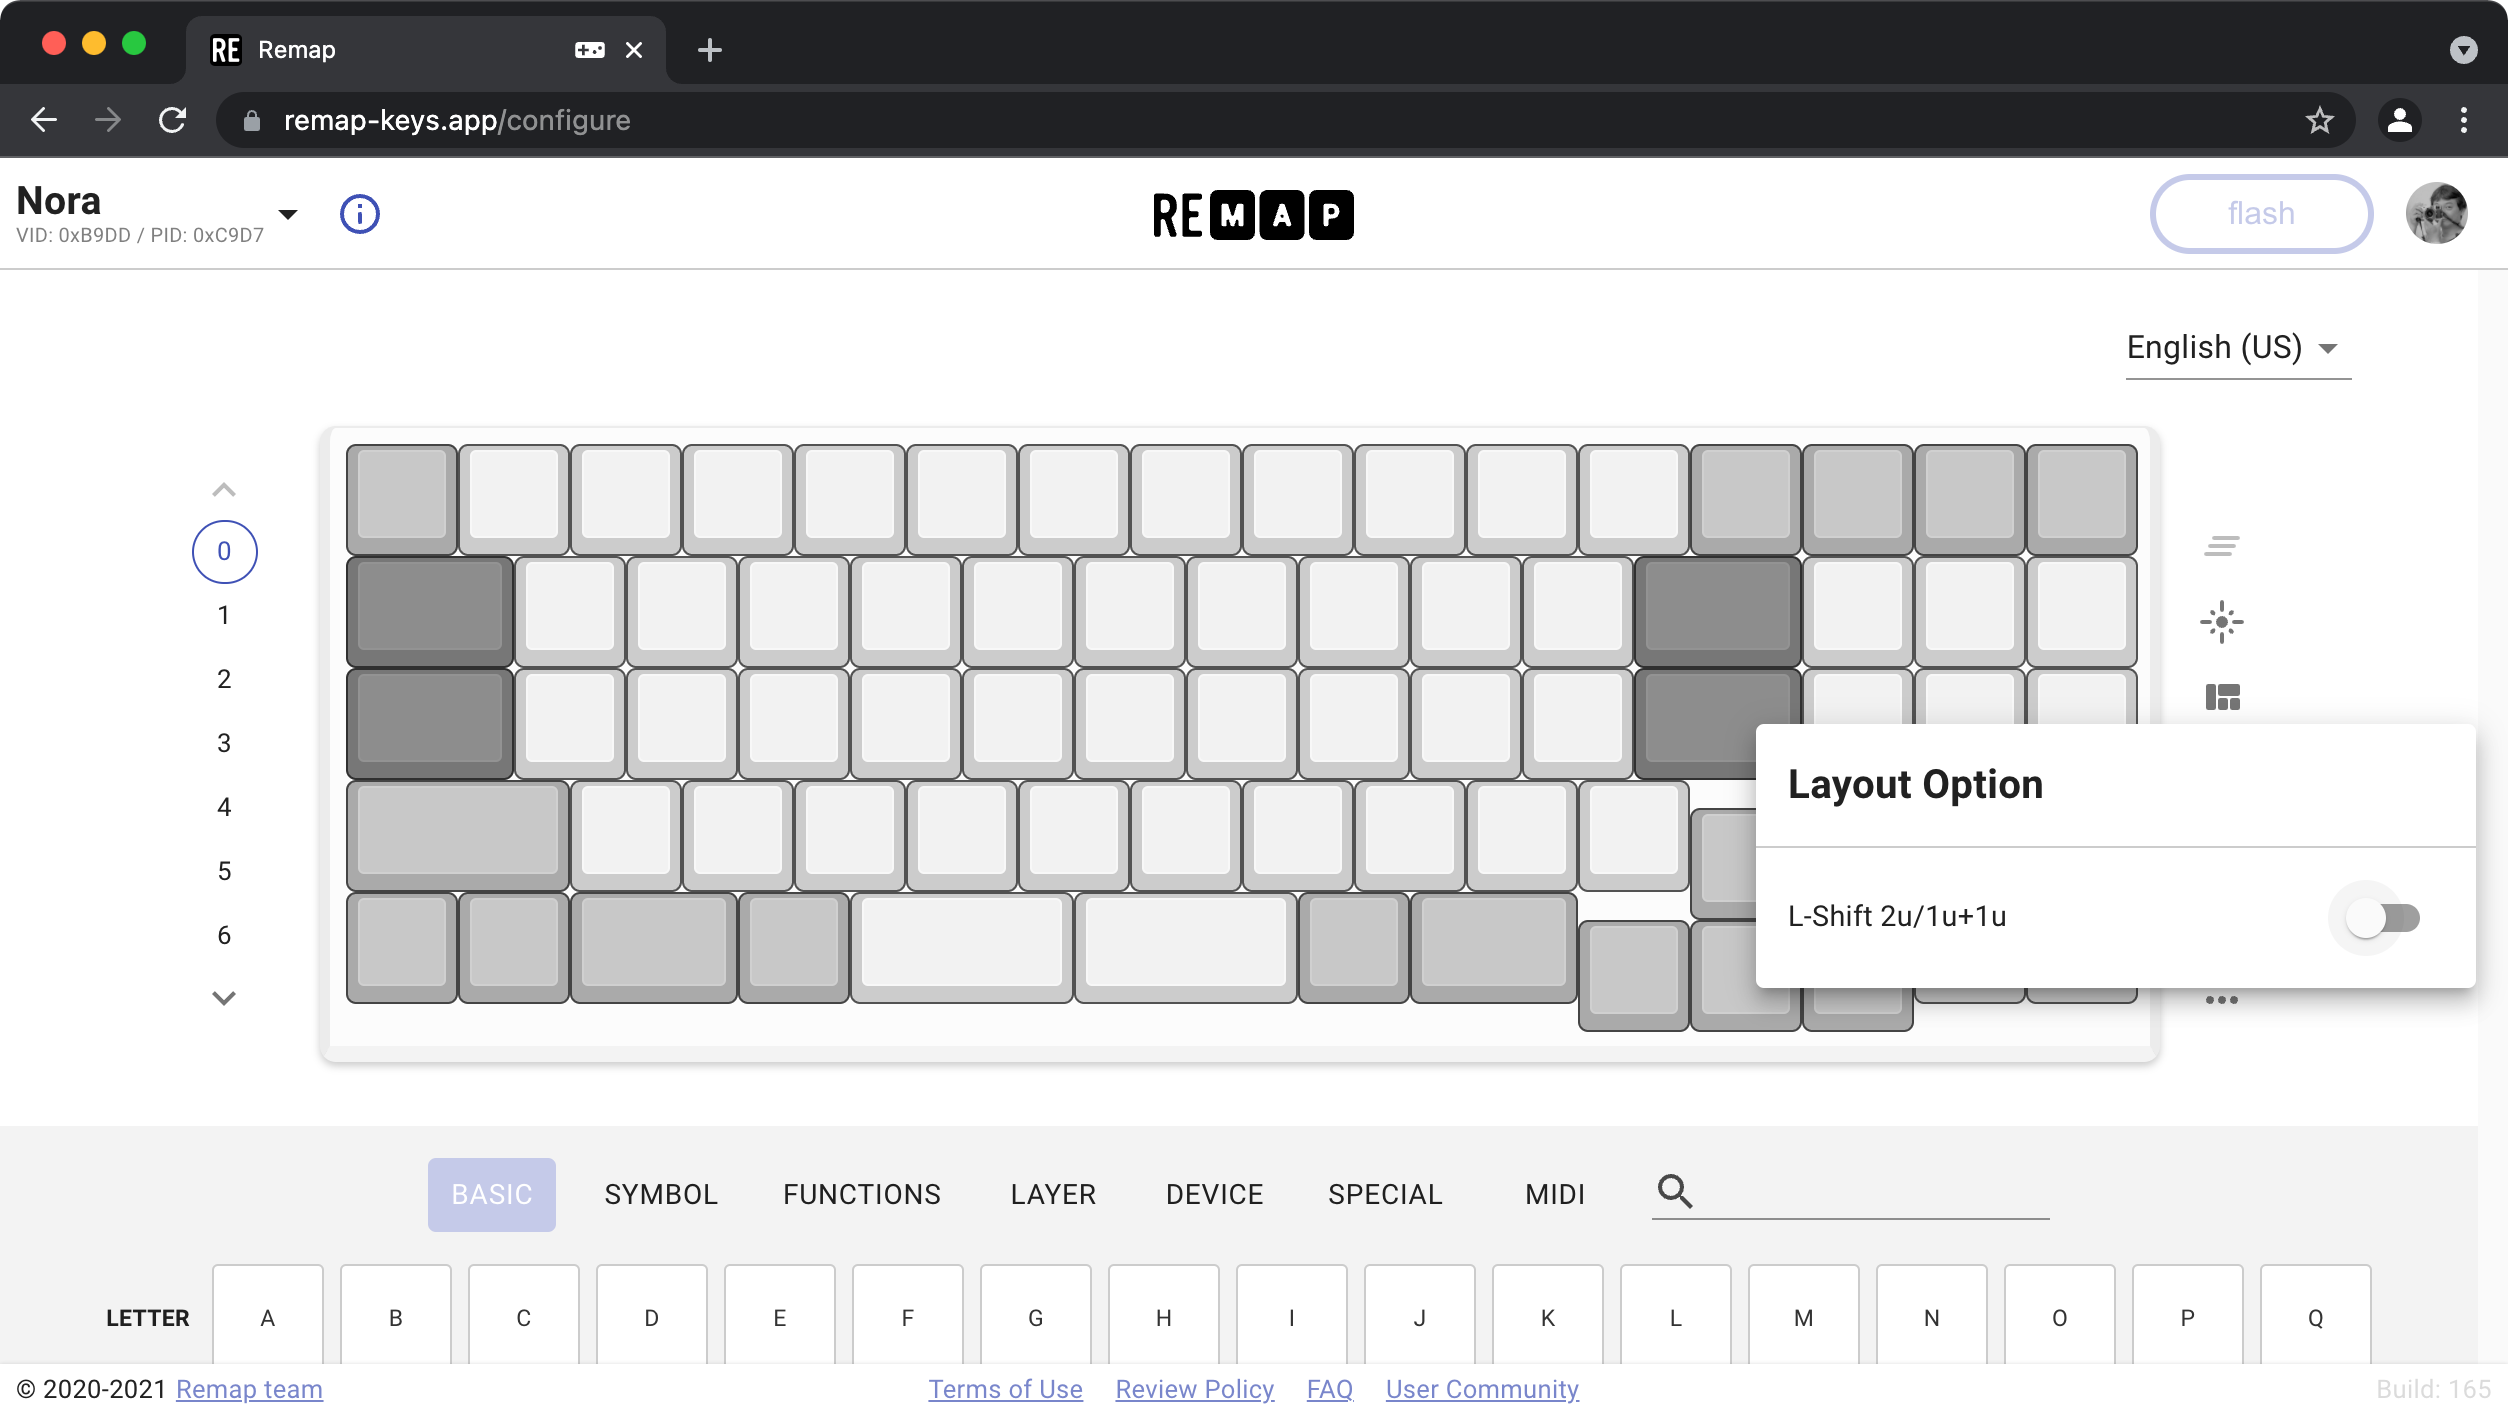 RE Remap
remap-keys.app/configure
Nora
VID: 0xB9DD / PID: 0xC9D7
REMAP
flash
English (US)
0
1
2
3
4
5
6
Layout Option
L-Shift 2u/1u+1u
BASIC SYMBOL FUNCTIONS LAYER DEVICE SPECIAL MIDI
LETTER A B C D E F G H I J K L M N O P Q
© 2020-2021 Remap team Terms of Use Review Policy FAQ User Community Build: 165